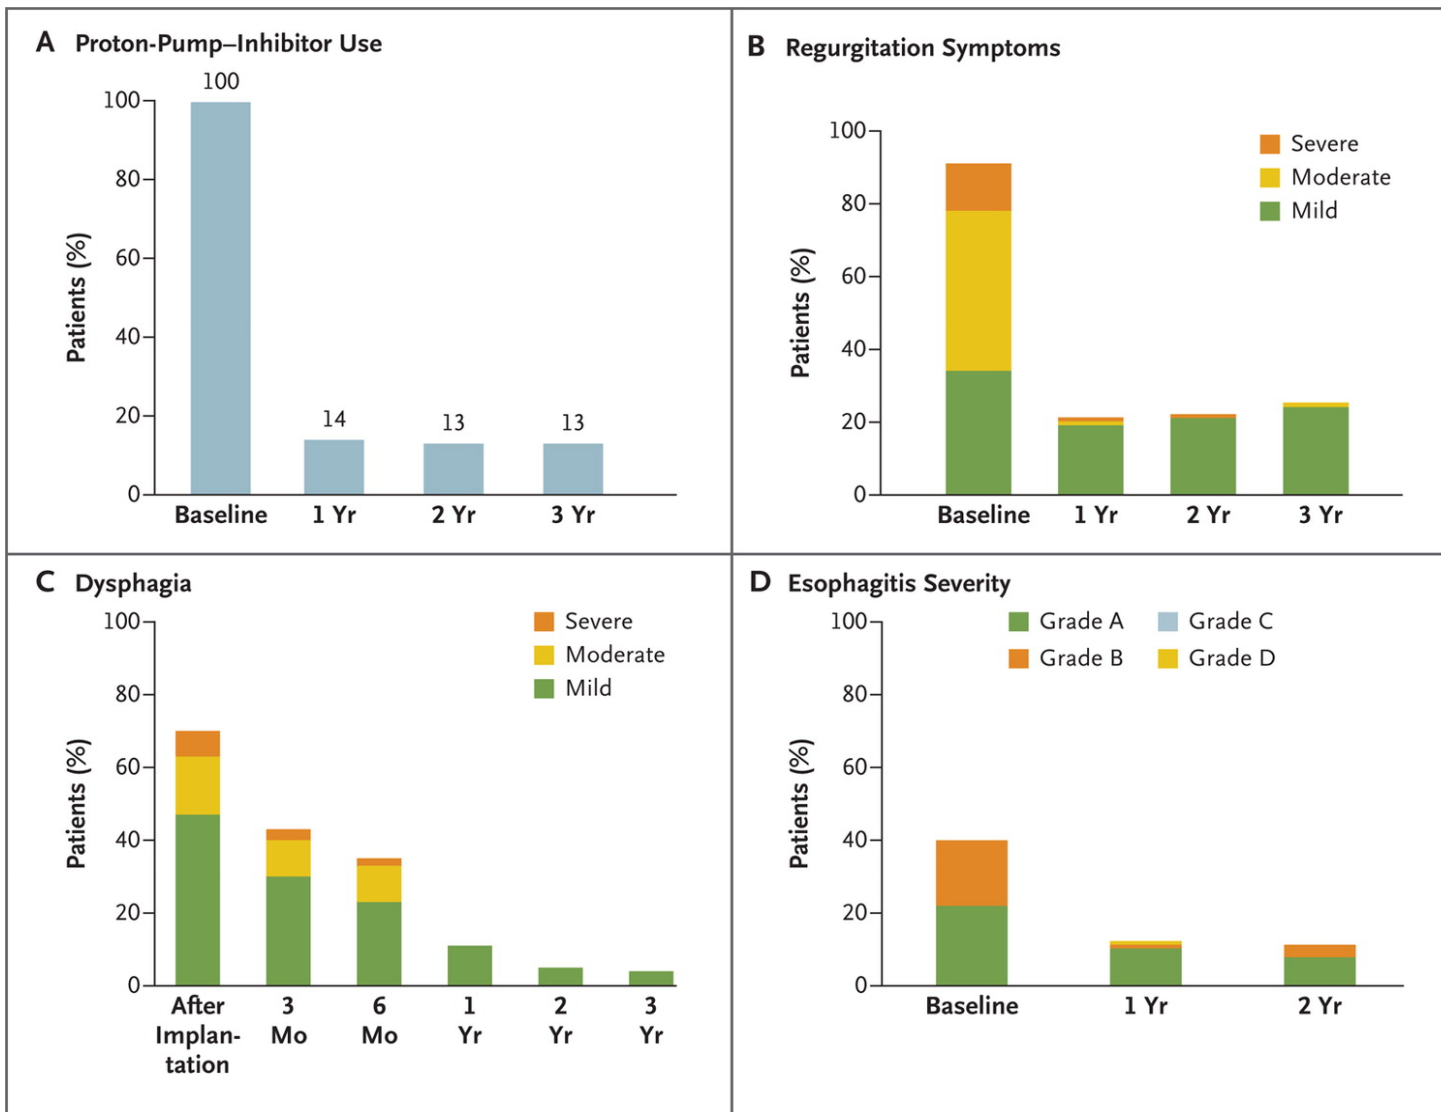 A Proton-Pump–Inhibitor Use
100
100
80
60
40
20
0
Patients (%)
14
13
13
Baseline
1 Yr
2 Yr
3 Yr
B Regurgitation Symptoms
100
80
60
40
20
0
Patients (%)
Severe
Moderate
Mild
Baseline
1 Yr
2 Yr
3 Yr
C Dysphagia
100
80
60
40
20
0
Patients (%)
Severe
Moderate
Mild
After
Implan-
tation
3
Mo
6
Mo
1
Yr
2
Yr
3
Yr
D Esophagitis Severity
100
80
60
40
20
0
Patients (%)
Grade A
Grade C
Grade B
Grade D
Baseline
1 Yr
2 Yr